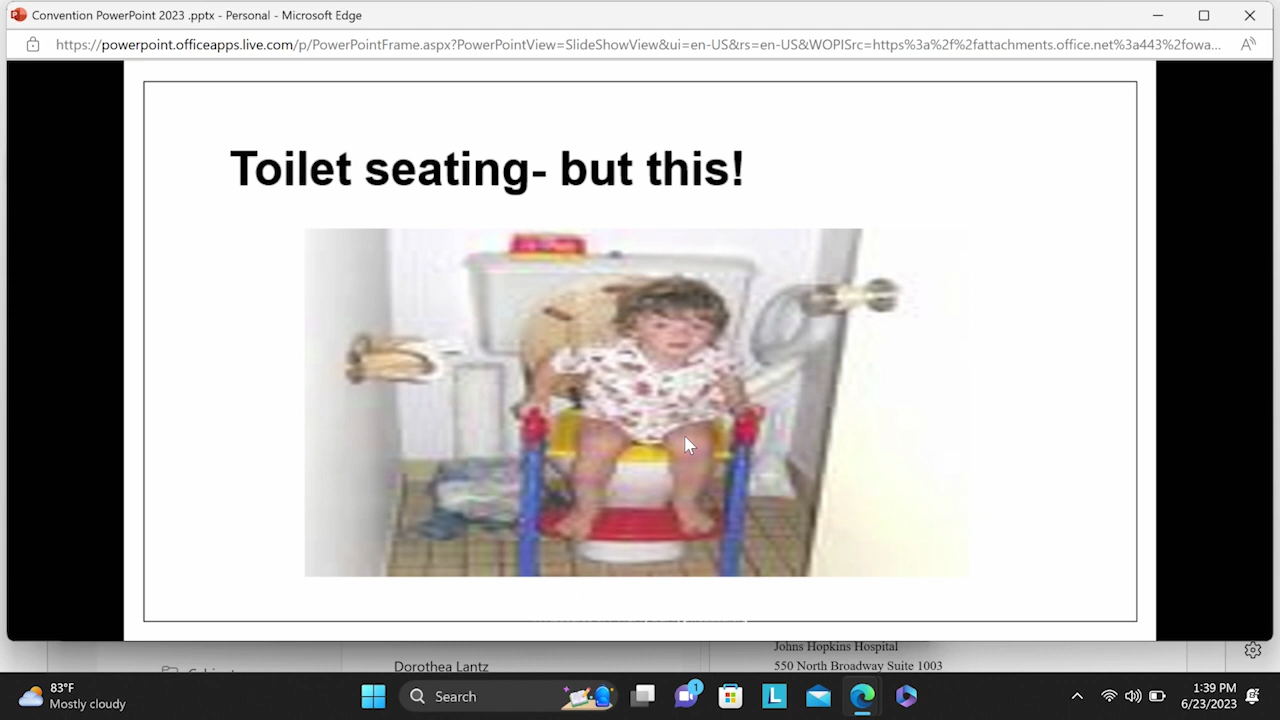 Convention PowerPoint 2023 .pptx - Personal - Microsoft Edge
https://powerpoint.officeapps.live.com/p/PowerPointFrame.aspx?PowerPointView=SlideShowView&ui=en-US&rs=en-US&WOPISrc=https%3a%2f%2fattachments.office.net%3a443%2fowa...
Toilet seating- but this!
Johns Hopkins Hospital
Dorothea Lantz
550 North Broadway Suite 1003
83°F
Mostly cloudy
Search
1
L
1:39 PM
6/23/2023